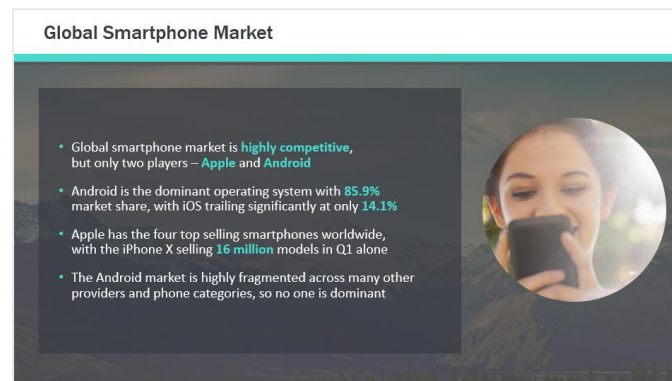 Global Smartphone Market
• Global smartphone market is highly competitive,
but only two players – Apple and Android
• Android is the dominant operating system with 85.9%
market share, with iOS trailing significantly at only 14.1%
• Apple has the four top selling smartphones worldwide,
with the iPhone X selling 16 million models in Q1 alone
• The Android market is highly fragmented across many other
providers and phone categories, so no one is dominant